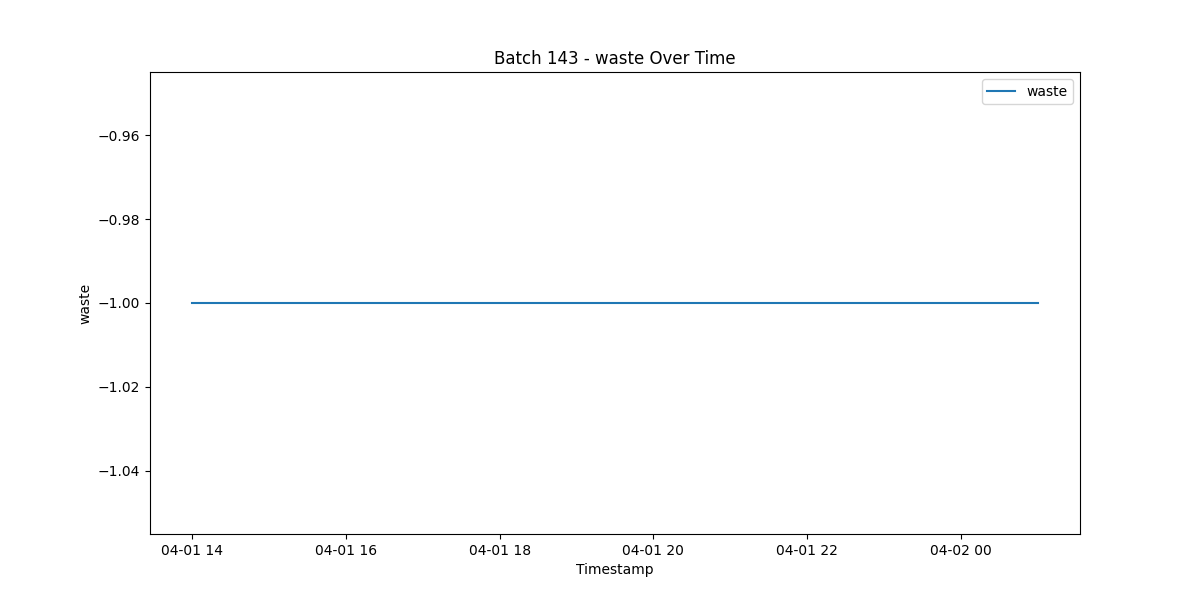 Batch 143 - waste Over Time
waste
−0.96
−0.98
−1.00
−1.02
−1.04
waste
04-01 14 04-01 16 04-01 18 04-01 20 04-01 22 04-02 00
Timestamp